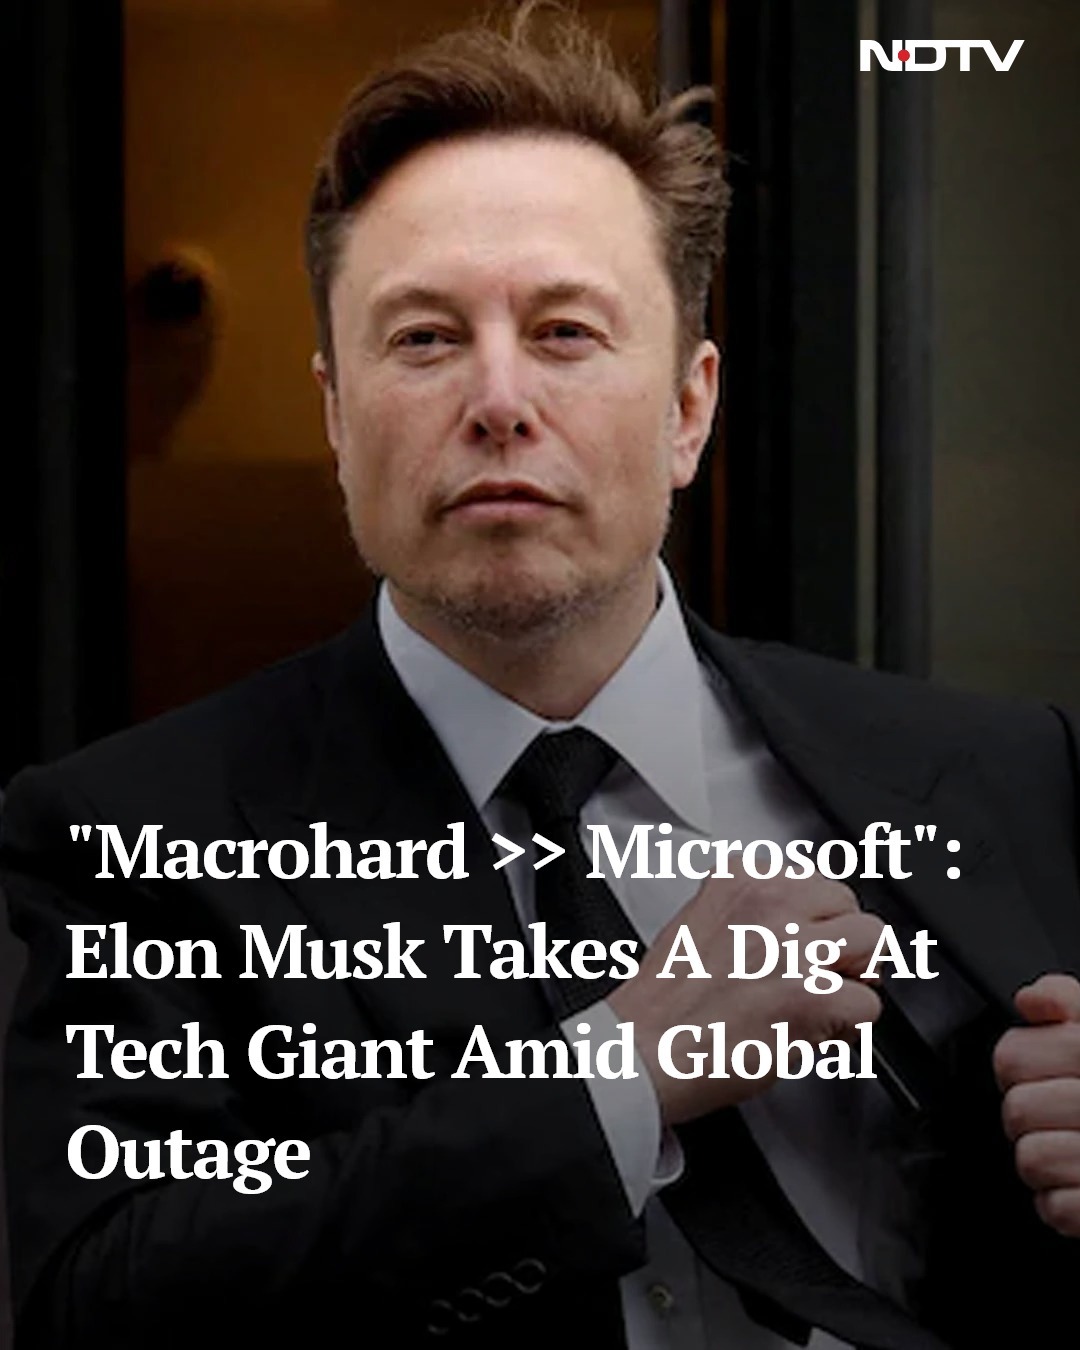 NDTV
"Macrohard >> Microsoft":
Elon Musk Takes A Dig At
Tech Giant Amid Global
Outage